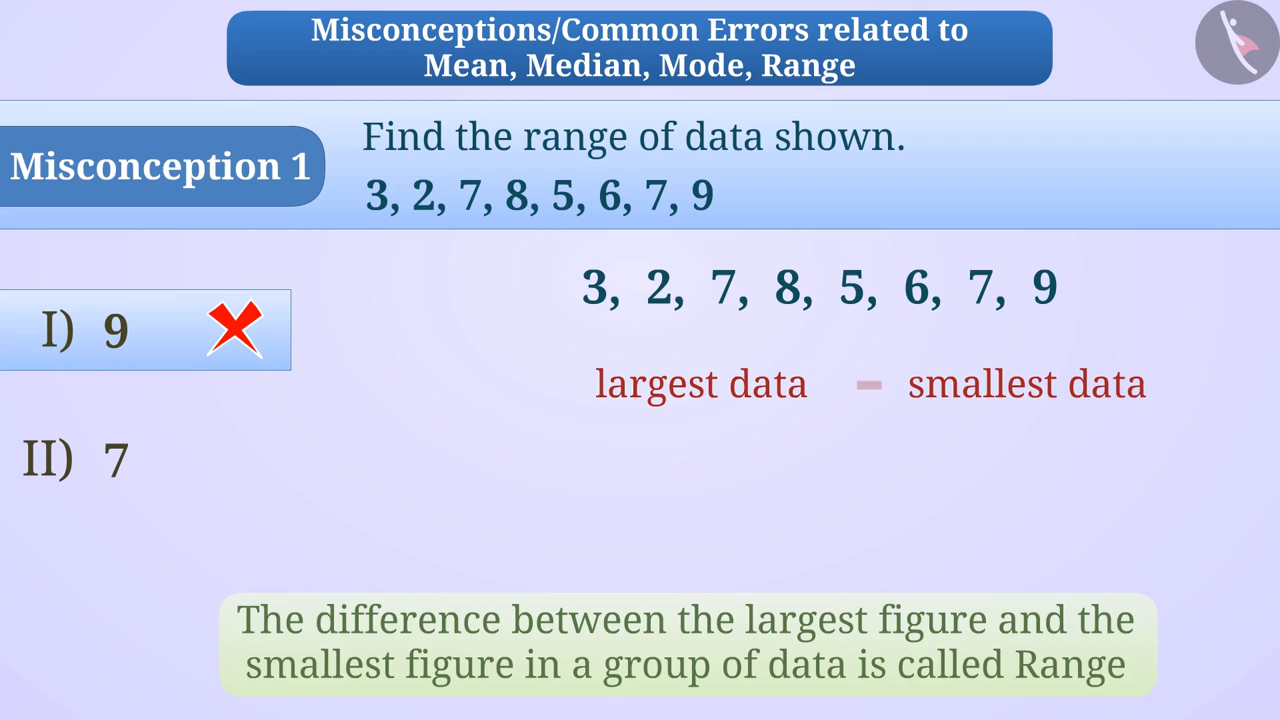 Misconceptions/Common Errors related to
Mean, Median, Mode, Range
Misconception 1
Find the range of data shown.
3, 2, 7, 8, 5, 6, 7, 9
3, 2, 7, 8, 5, 6, 7, 9
I) 9
largest data - smallest data
II) 7
The difference between the largest figure and the
smallest figure in a group of data is called Range